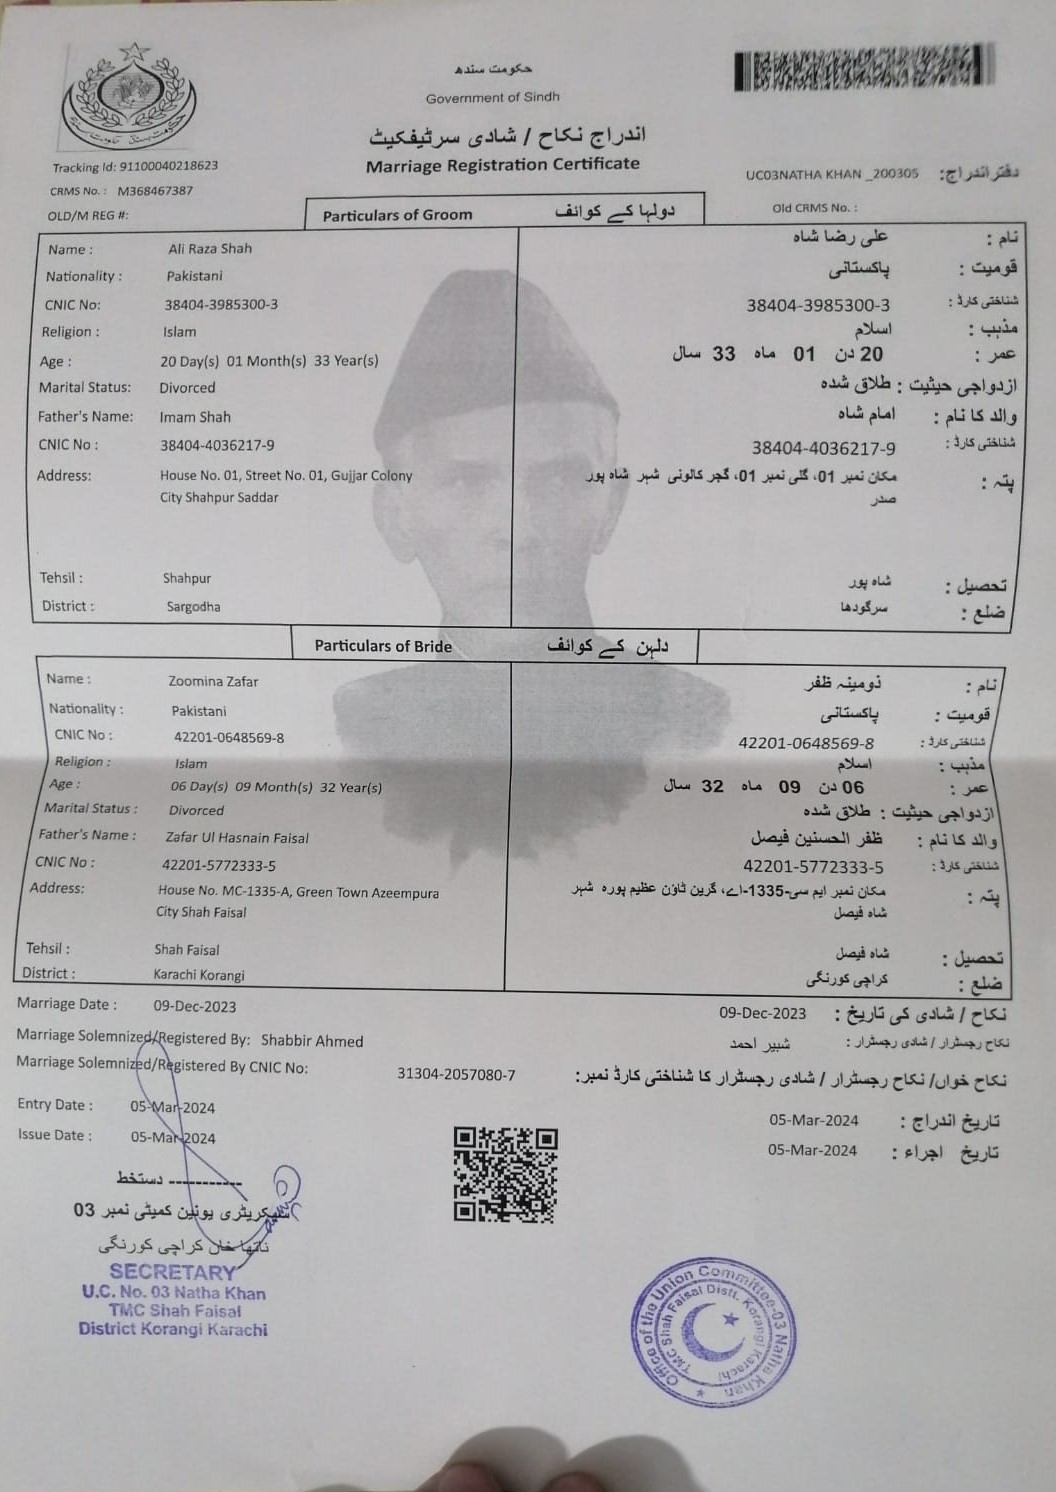 حکومت سندھ
Government of Sindh
اندراج نکاح / شادی سرٹیفکیٹ
Marriage Registration Certificate
Tracking Id: 91100040218623
CRMS No. : M368467387
OLD/M REG #:
UC03NATHA KHAN _200305 دفتر اندراج:
Old CRMS No. :
Particulars of Groom دولہا کے کوائف
Name : Ali Raza Shah علی رضا شاہ نام :
Nationality : Pakistani پاکستانی قومیت :
CNIC No: 38404-3985300-3 38404-3985300-3 شناختی کارڈ :
Religion : Islam اسلام مذہب :
Age : 20 Day(s) 01 Month(s) 33 Year(s) 20 دن 01 ماہ 33 سال عمر :
Marital Status: Divorced ازدواجی حیثیت : طلاق شدہ
Father's Name: Imam Shah امام شاہ والد کا نام :
CNIC No : 38404-4036217-9 38404-4036217-9 شناختی کارڈ :
Address: House No. 01, Street No. 01, Gujjar Colony مکان نمبر 01، گلی نمبر 01، گجر کالونی شہر شاہ پور پتہ :
City Shahpur Saddar صدر
Tehsil : Shahpur شاہ پور تحصیل :
District : Sargodha سرگودھا ضلع :
Particulars of Bride دلہن کے کوائف
Name : Zoomina Zafar ذومینہ ظفر نام :
Nationality : Pakistani پاکستانی قومیت :
CNIC No : 42201-0648569-8 42201-0648569-8 شناختی کارڈ :
Religion : Islam اسلام مذہب :
Age : 06 Day(s) 09 Month(s) 32 Year(s) 06 دن 09 ماہ 32 سال عمر :
Marital Status : Divorced ازدواجی حیثیت : طلاق شدہ
Father's Name : Zafar Ul Hasnain Faisal ظفر الحسنین فیصل والد کا نام :
CNIC No : 42201-5772333-5 42201-5772333-5 شناختی کارڈ :
Address: House No. MC-1335-A, Green Town Azeempura مکان نمبر ایم سی-1335-اے، گرین ٹاؤن عظیم پورہ شہر پتہ :
City Shah Faisal شاہ فیصل
Tehsil : Shah Faisal شاہ فیصل تحصیل :
District : Karachi Korangi کراچی کورنگی ضلع :
Marriage Date : 09-Dec-2023 09-Dec-2023 نکاح / شادی کی تاریخ :
Marriage Solemnized/Registered By: Shabbir Ahmed شبیر احمد نکاح رجسٹرار / شادی رجسٹرار :
Marriage Solemnized/Registered By CNIC No: 31304-2057080-7 نکاح خواں/ نکاح رجسٹرار / شادی رجسٹرار کا شناختی کارڈ نمبر:
Entry Date : 05-Mar-2024 05-Mar-2024 تاریخ اندراج :
Issue Date : 05-Mar-2024 05-Mar-2024 تاریخ اجراء :
دستخط -----------
سیکریٹری یونین کمیٹی نمبر 03
ناتھا خان کراچی کورنگی
SECRETARY
U.C. No. 03 Natha Khan
TMC Shah Faisal
District Korangi Karachi
Office of the Union Committee-03 Natha Khan
TMC Shah Faisal Distt. Korangi Karachi